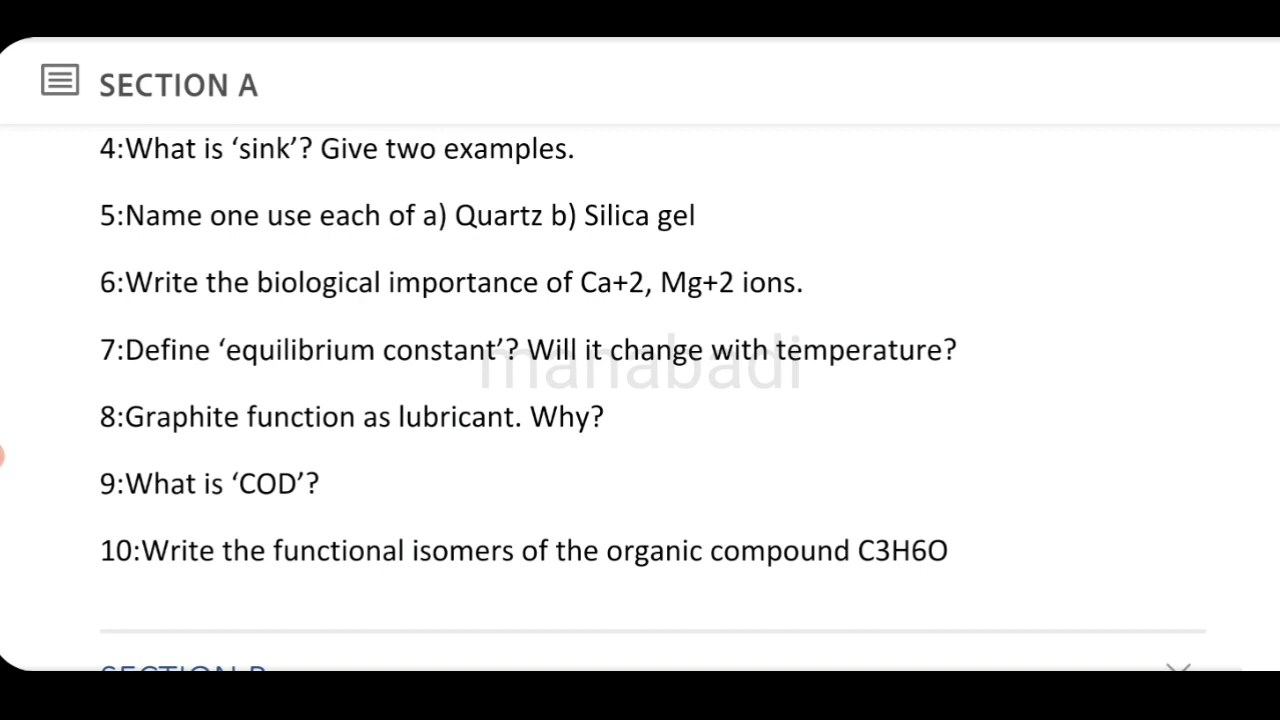 SECTION A
4:What is ‘sink’? Give two examples.
5:Name one use each of a) Quartz b) Silica gel
6:Write the biological importance of Ca+2, Mg+2 ions.
7:Define ‘equilibrium constant’? Will it change with temperature?
manabadi
8:Graphite function as lubricant. Why?
9:What is ‘COD’?
10:Write the functional isomers of the organic compound C3H6O
SECTION B